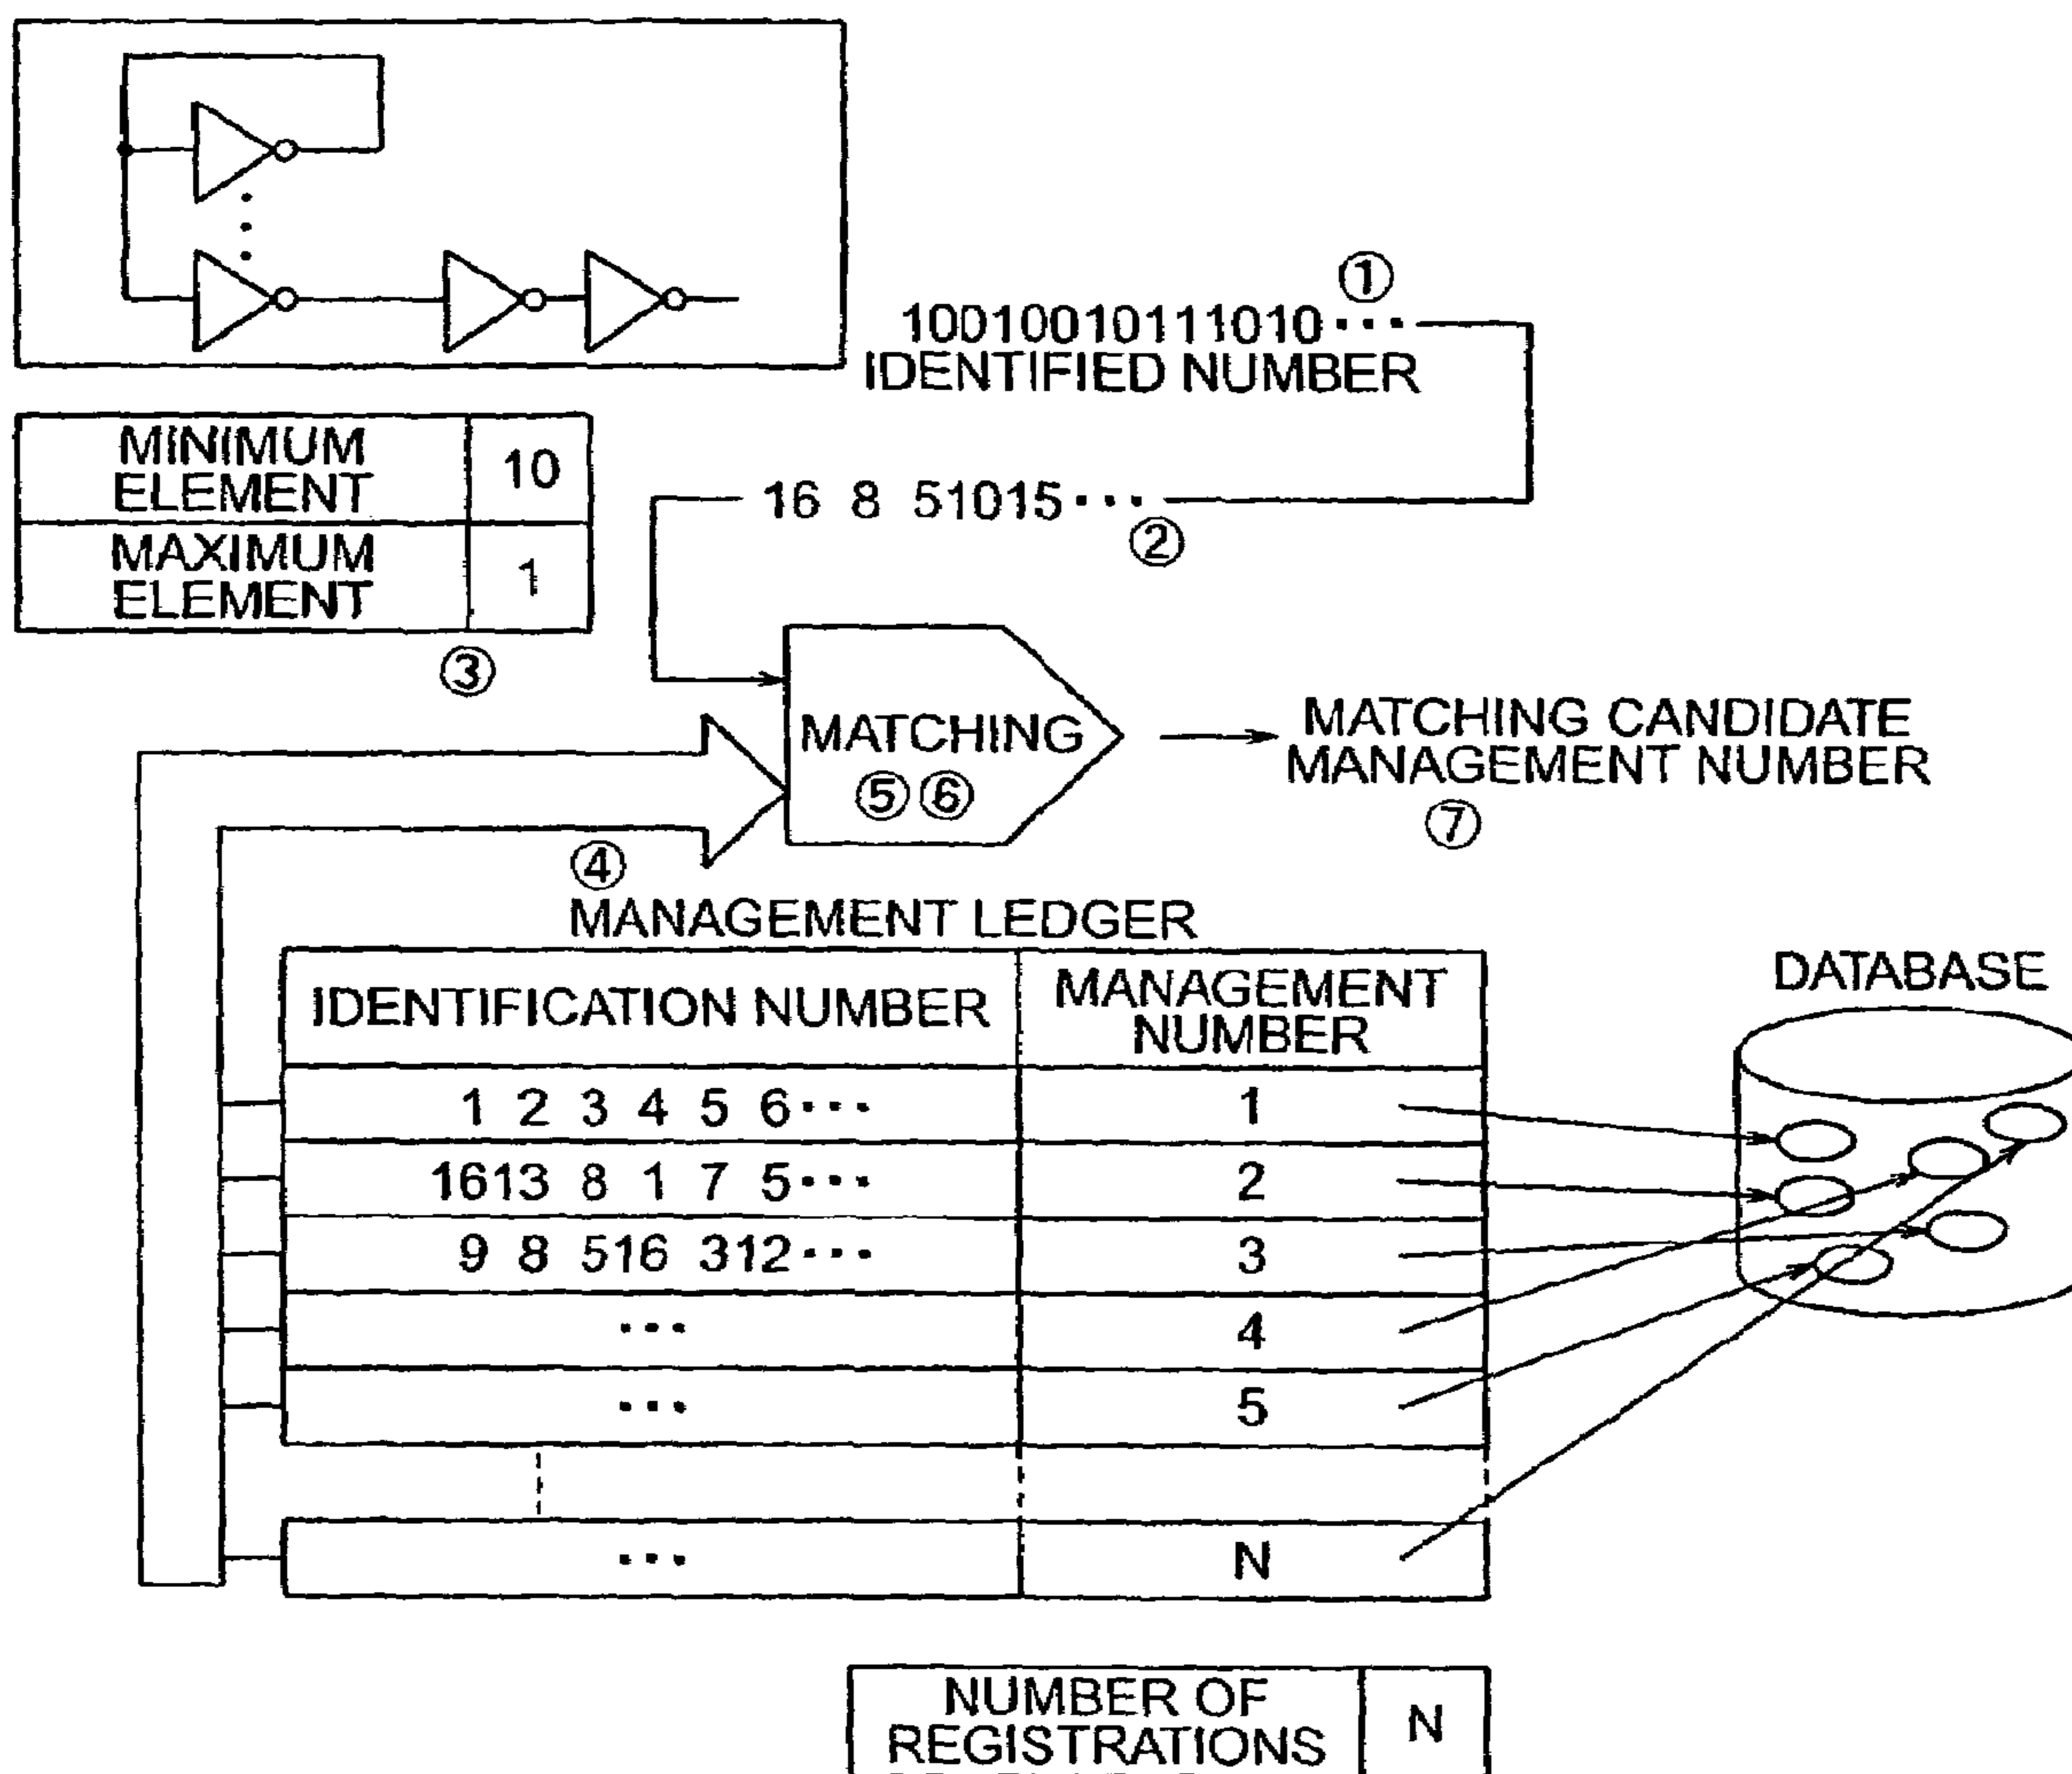 ①
10010010111010···
IDENTIFIED NUMBER
MINIMUM
ELEMENT
10
MAXIMUM
ELEMENT
1
③
16 8 51015···
②
MATCHING
⑤⑥
MATCHING CANDIDATE
MANAGEMENT NUMBER
⑦
④
MANAGEMENT LEDGER
IDENTIFICATION NUMBER
MANAGEMENT
NUMBER
DATABASE
1 2 3 4 5 6···
1
1613 8 1 7 5···
2
9 8 516 312···
3
···
4
···
5
···
N
NUMBER OF
REGISTRATIONS
N